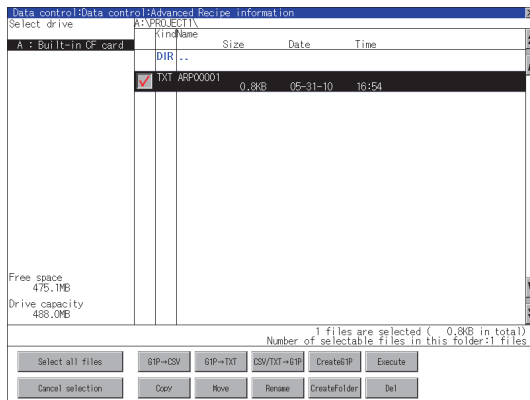 Data control:Data control:Advanced Recipe information
Select drive
A:\PROJECT1\
Kind Name
Size Date Time
A : Built-in CF card
DIR ..
TXT ARP00001
0.8KB 05-31-10 16:54
Free space
475.1MB
Drive capacity
488.0MB
1 files are selected ( 0.8KB in total)
Number of selectable files in this folder:1 files
Select all files G1P→CSV G1P→TXT CSV/TXT→G1P CreateG1P Execute
Cancel selection Copy Move Rename CreateFolder Del